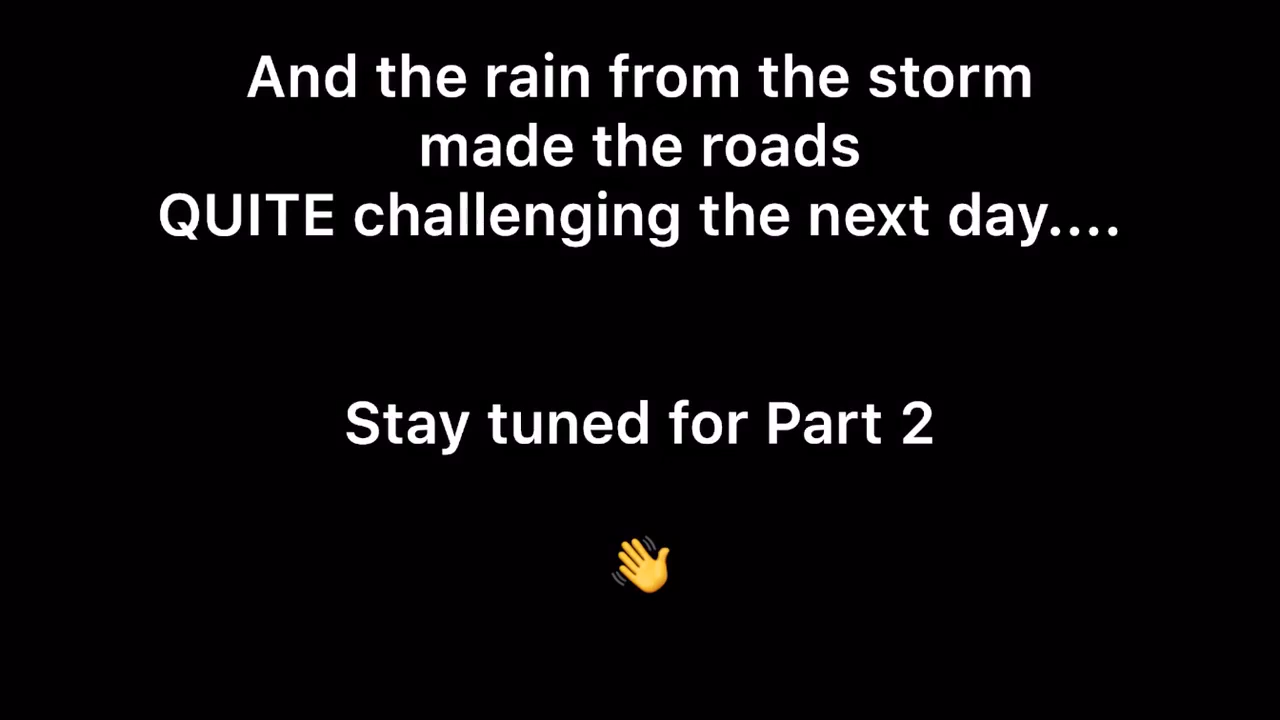 And the rain from the storm
made the roads
QUITE challenging the next day....
Stay tuned for Part 2
👋